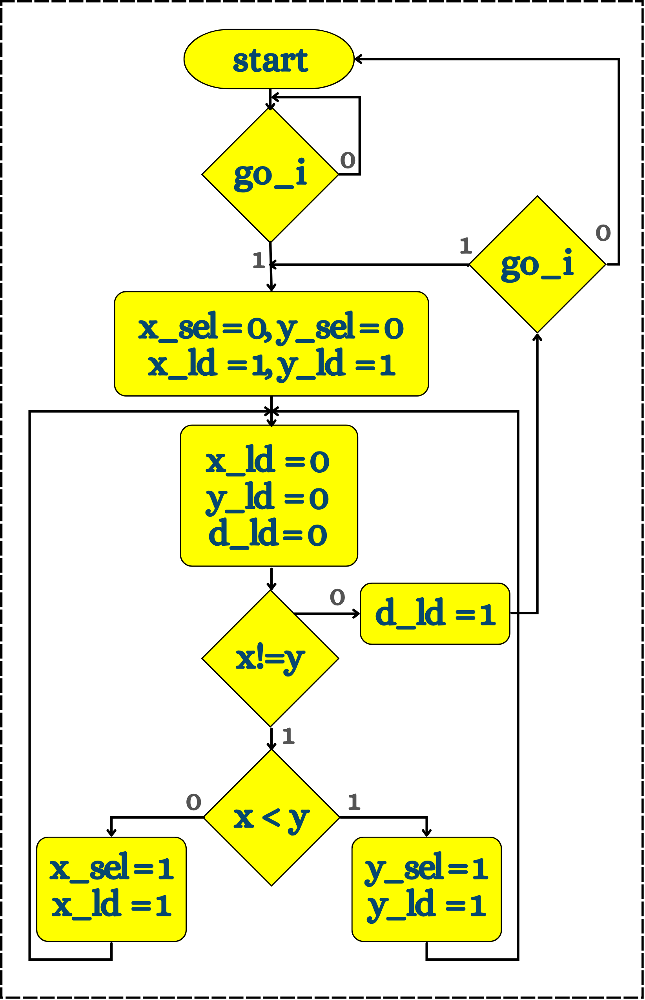 start
go_i
0
1
go_i
1
0
x_sel=0,y_sel=0
x_ld =1,y_ld =1
x_ld =0
y_ld =0
d_ld=0
0
d_ld =1
x!=y
1
x < y
0
1
x_sel=1
x_ld =1
y_sel=1
y_ld =1